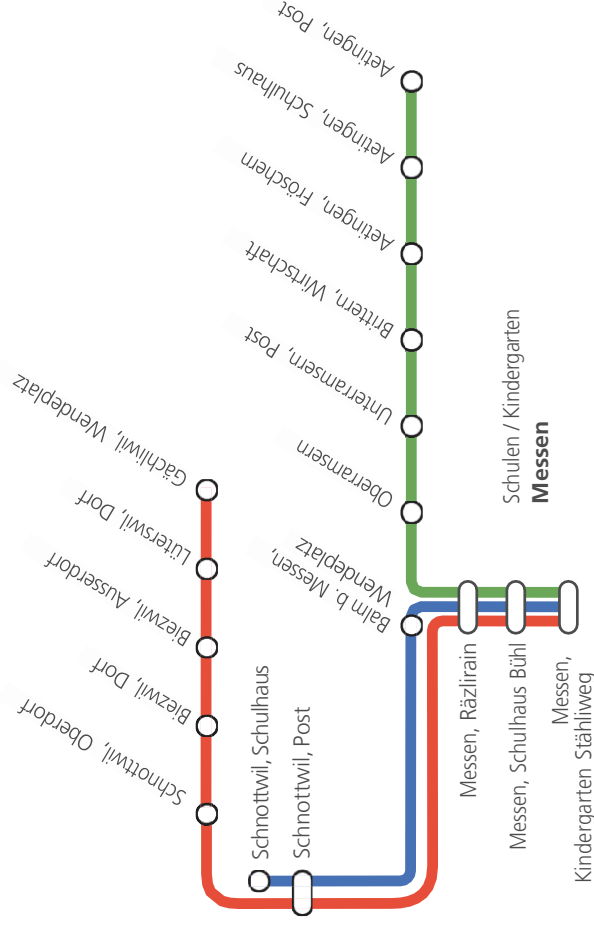 Aetingen, Post
Aetingen, Schulhaus
Aetingen, Fröschern
Brittern, Wirtschaft
Unterramsern, Post
Oberramsern
Balm b. Messen,
Wendeplatz
Gächliwil, Wendeplatz
Lüterswil, Dorf
Biezwil, Ausserdorf
Biezwil, Dorf
Schnottwil, Oberdorf
Schnottwil, Schulhaus
Schnottwil, Post
Messen, Räzlirain
Messen, Schulhaus Bühl
Messen,
Kindergarten Stähliweg
Schulen / Kindergarten
Messen